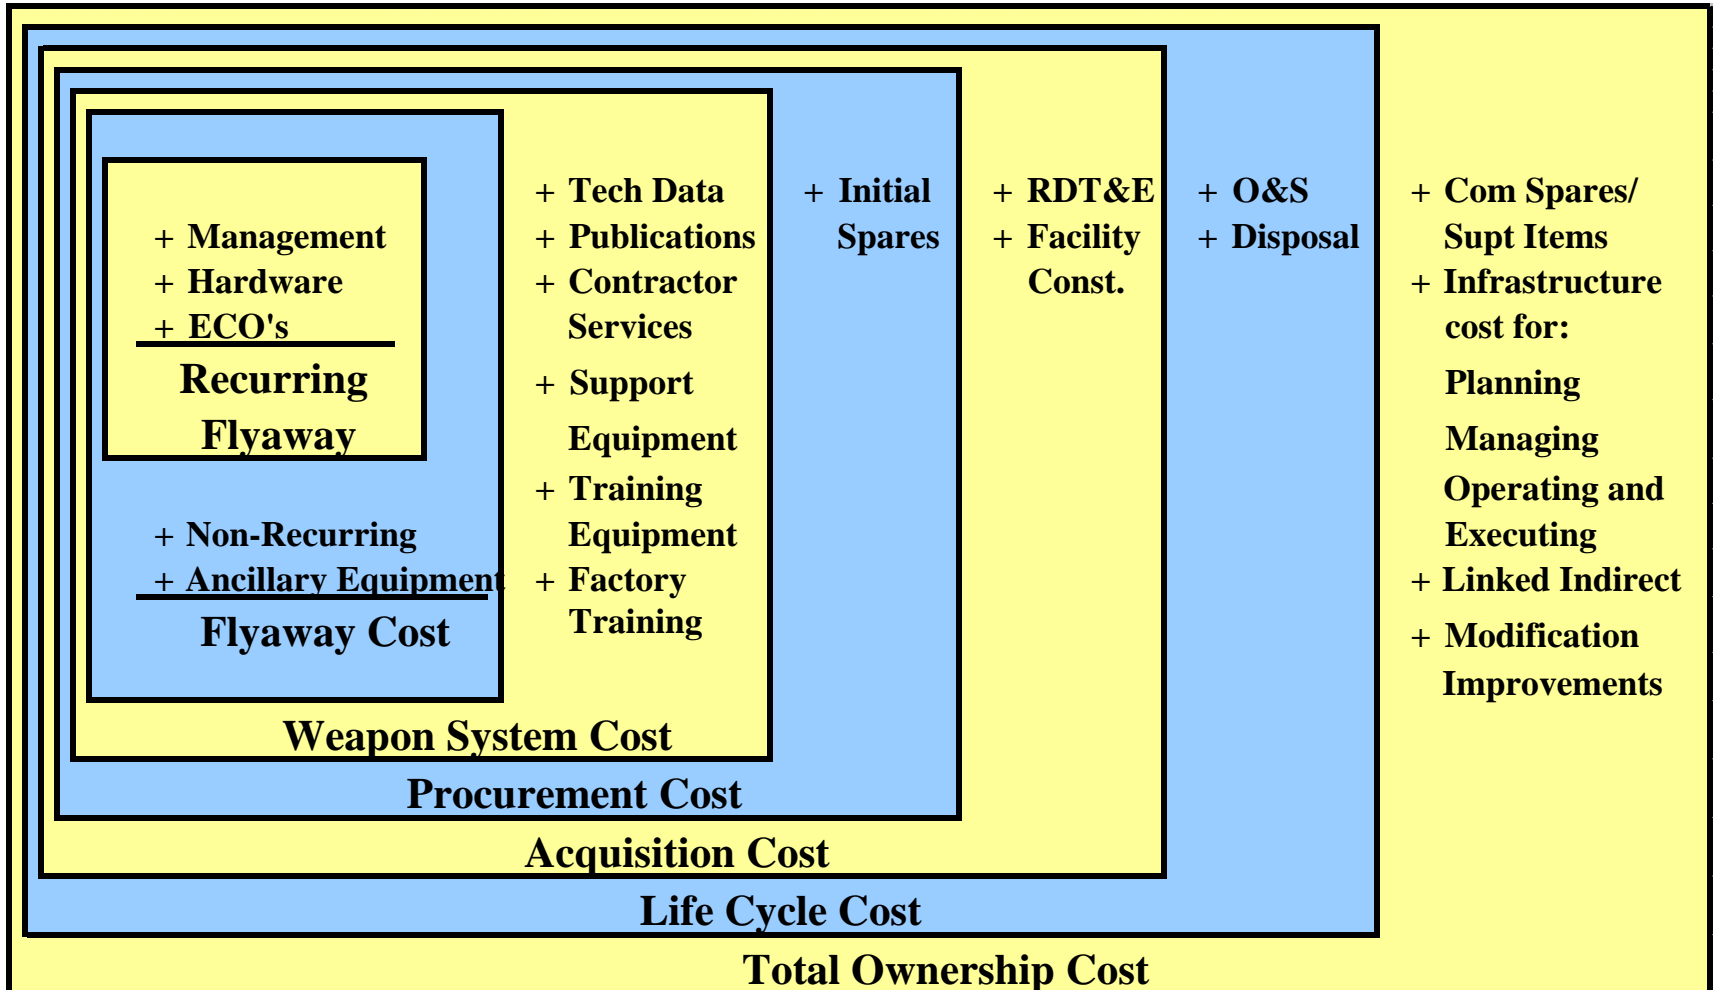 + Management
+ Hardware
+ ECO's
Recurring
Flyaway
+ Non-Recurring
+ Ancillary Equipment
Flyaway Cost
+ Tech Data
+ Publications
+ Contractor
Services
+ Support
Equipment
+ Training
Equipment
+ Factory
Training
Weapon System Cost
+ Initial
Spares
Procurement Cost
+ RDT&E
+ Facility
Const.
Acquisition Cost
+ O&S
+ Disposal
Life Cycle Cost
+ Com Spares/
Supt Items
+ Infrastructure
cost for:
Planning
Managing
Operating and
Executing
+ Linked Indirect
+ Modification
Improvements
Total Ownership Cost